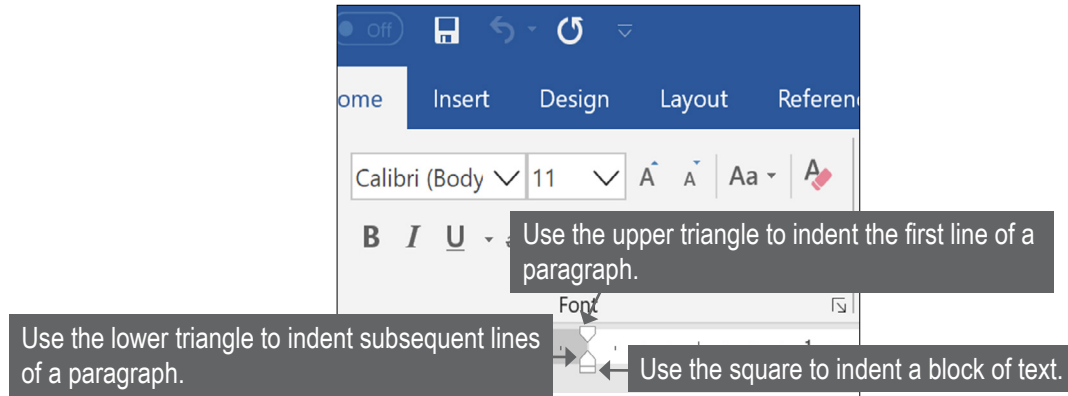 Off
ome Insert Design Layout Referen
Calibri (Body 11 A A Aa A
B I U
Use the upper triangle to indent the first line of a
paragraph.
Font
Use the lower triangle to indent subsequent lines
of a paragraph.
1
Use the square to indent a block of text.